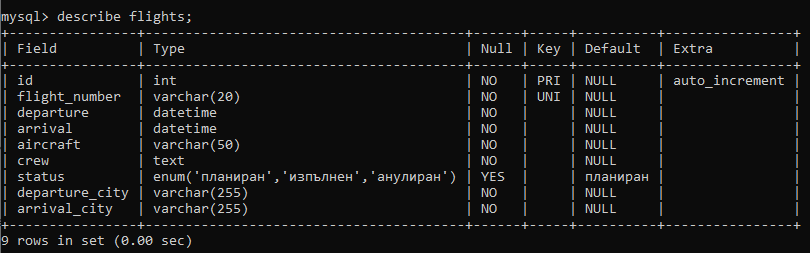 mysql> describe flights;
+----------------+----------------------------------------+------+-----+----------+----------------+
| Field          | Type                                   | Null | Key | Default  | Extra          |
+----------------+----------------------------------------+------+-----+----------+----------------+
| id             | int                                    | NO   | PRI | NULL     | auto_increment |
| flight_number  | varchar(20)                            | NO   | UNI | NULL     |                |
| departure      | datetime                               | NO   |     | NULL     |                |
| arrival        | datetime                               | NO   |     | NULL     |                |
| aircraft       | varchar(50)                            | NO   |     | NULL     |                |
| crew           | text                                   | NO   |     | NULL     |                |
| status         | enum('планиран','изпълнен','анулиран') | YES  |     | планиран |                |
| departure_city | varchar(255)                           | NO   |     | NULL     |                |
| arrival_city   | varchar(255)                           | NO   |     | NULL     |                |
+----------------+----------------------------------------+------+-----+----------+----------------+
9 rows in set (0.00 sec)